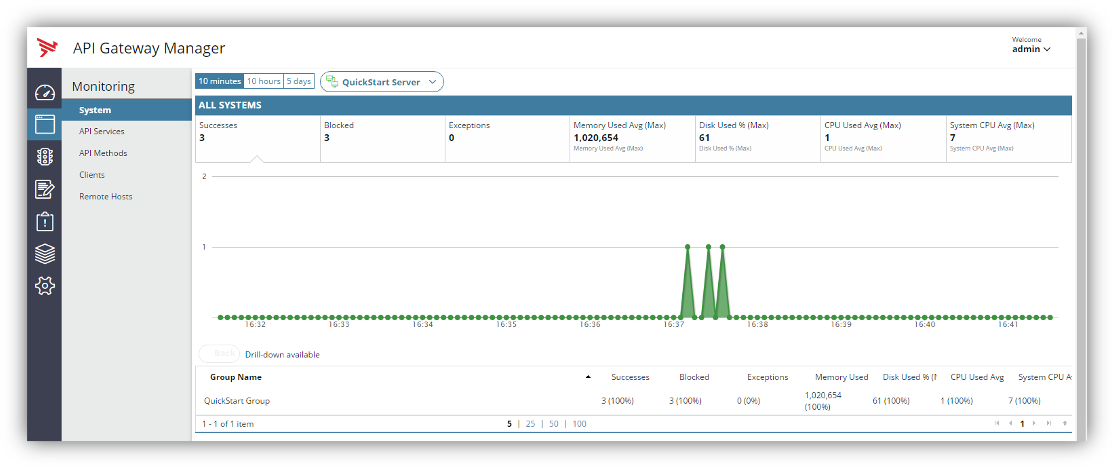 API Gateway Manager
Welcome
admin
Monitoring
System
API Services
API Methods
Clients
Remote Hosts
10 minutes 10 hours 5 days QuickStart Server
ALL SYSTEMS
Successes Blocked Exceptions Memory Used Avg (Max) Disk Used % (Max) CPU Used Avg (Max) System CPU Avg (Max)
3 3 0 1,020,654 61 1 7
Memory Used Avg (Max) Disk Used % (Max) CPU Used Avg (Max) System CPU Avg (Max)
2
1
0
16:32 16:33 16:34 16:35 16:36 16:37 16:38 16:39 16:40 16:41
Back Drill-down available
Group Name Successes Blocked Exceptions Memory Used Disk Used % (M CPU Used Avg System CPU A
QuickStart Group 3 (100%) 3 (100%) 0 (0%) 1,020,654 61 (100%) 1 (100%) 7 (100%)
(100%)
1 - 1 of 1 item 5 | 25 | 50 | 100 1